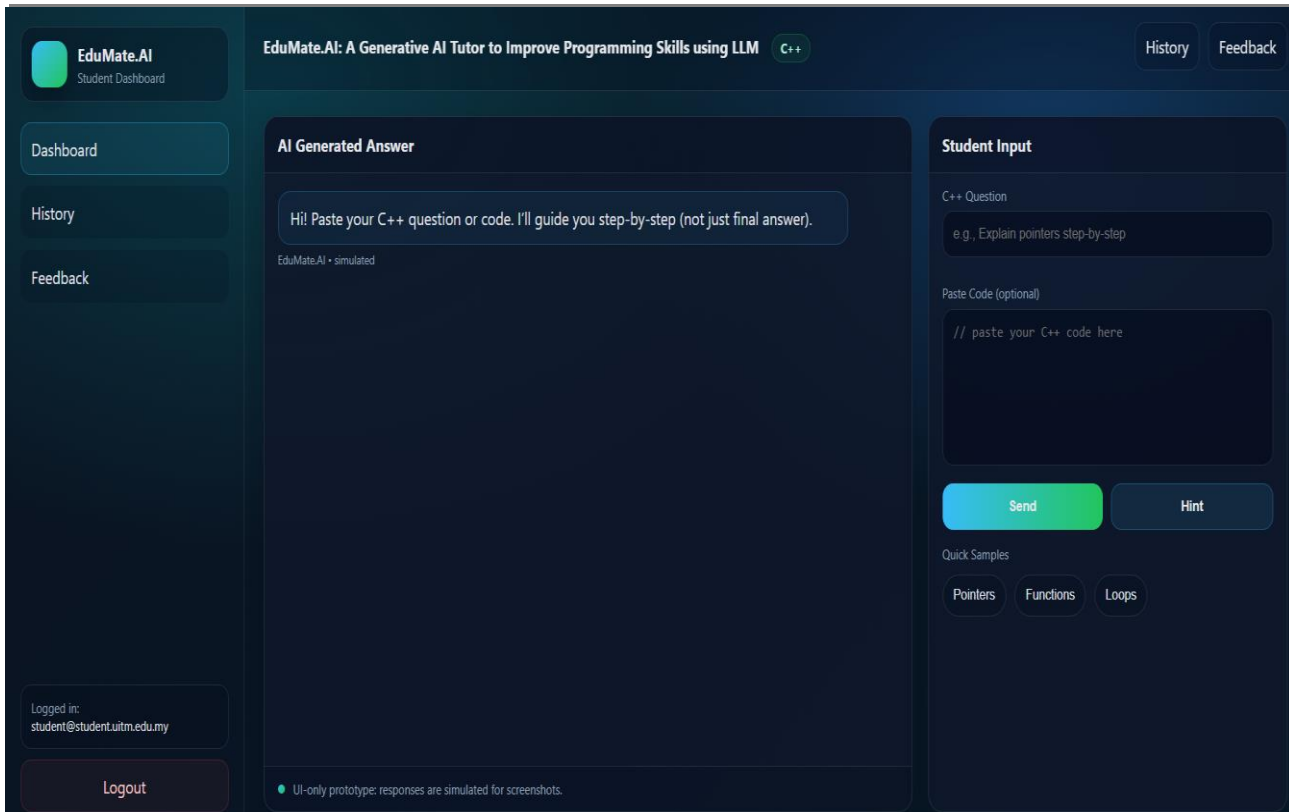 EduMate.AI
Student Dashboard
Dashboard
History
Feedback
Logged in:
student@student.uitm.edu.my
Logout
EduMate.AI: A Generative AI Tutor to Improve Programming Skills using LLM
C++
History
Feedback
AI Generated Answer
Hi! Paste your C++ question or code. I'll guide you step-by-step (not just final answer).
EduMate.AI • simulated
UI-only prototype: responses are simulated for screenshots.
Student Input
C++ Question
e.g., Explain pointers step-by-step
Paste Code (optional)
// paste your C++ code here
Send
Hint
Quick Samples
Pointers
Functions
Loops